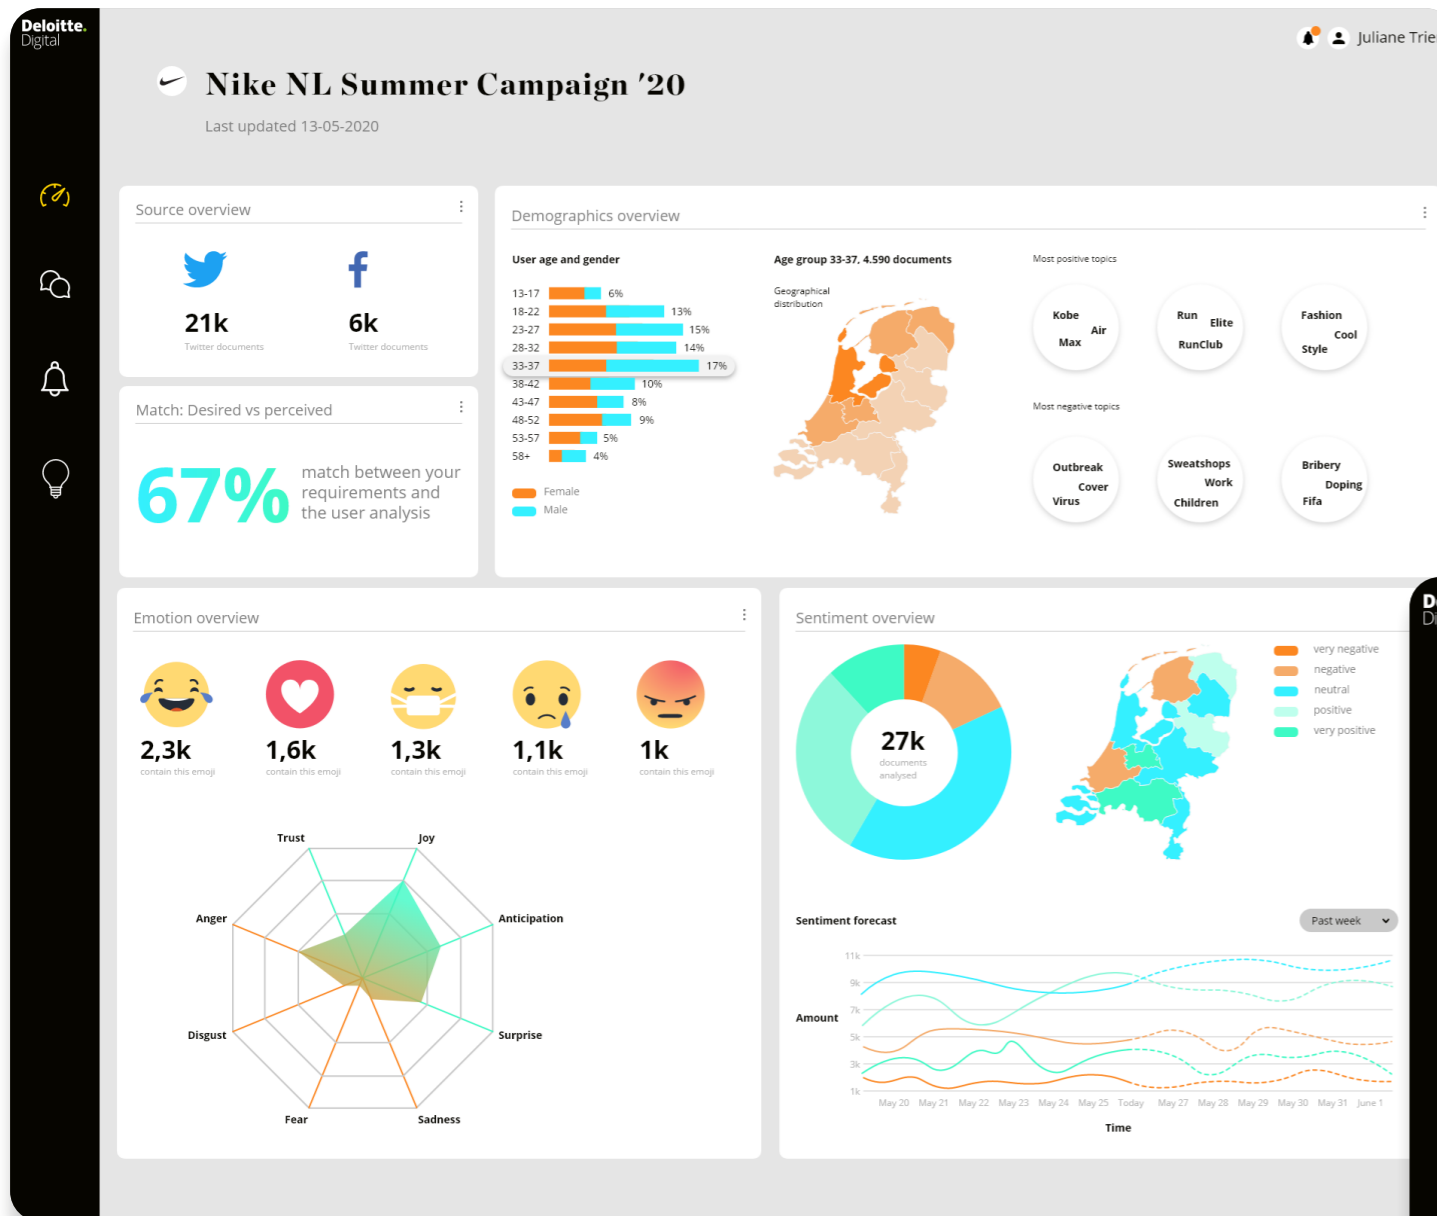 Deloitte.
Digital
Juliane Trie
Nike NL Summer Campaign '20
Last updated 13-05-2020
Source overview
21k
Twitter documents
6k
Twitter documents
Match: Desired vs perceived
67%
match between your
requirements and
the user analysis
Demographics overview
User age and gender
13-17 6%
18-22 13%
23-27 15%
28-32 14%
33-37 17%
38-42 10%
43-47 8%
48-52 9%
53-57 5%
58+ 4%
Female
Male
Age group 33-37, 4.590 documents
Geographical
distribution
Most positive topics
Kobe
Air
Max
Run
Elite
RunClub
Fashion
Cool
Style
Most negative topics
Outbreak
Cover
Virus
Sweatshops
Work
Children
Bribery
Doping
Fifa
Emotion overview
2,3k
contain this emoji
1,6k
contain this emoji
1,3k
contain this emoji
1,1k
contain this emoji
1k
contain this emoji
Trust
Joy
Anger
Anticipation
Disgust
Surprise
Fear
Sadness
Sentiment overview
27k
documents
analysed
very negative
negative
neutral
positive
very positive
Sentiment forecast
Past week
Amount
11k
9k
7k
5k
3k
1k
May 20 May 21 May 22 May 23 May 24 May 25 Today May 27 May 28 May 29 May 30 May 31 June 1
Time